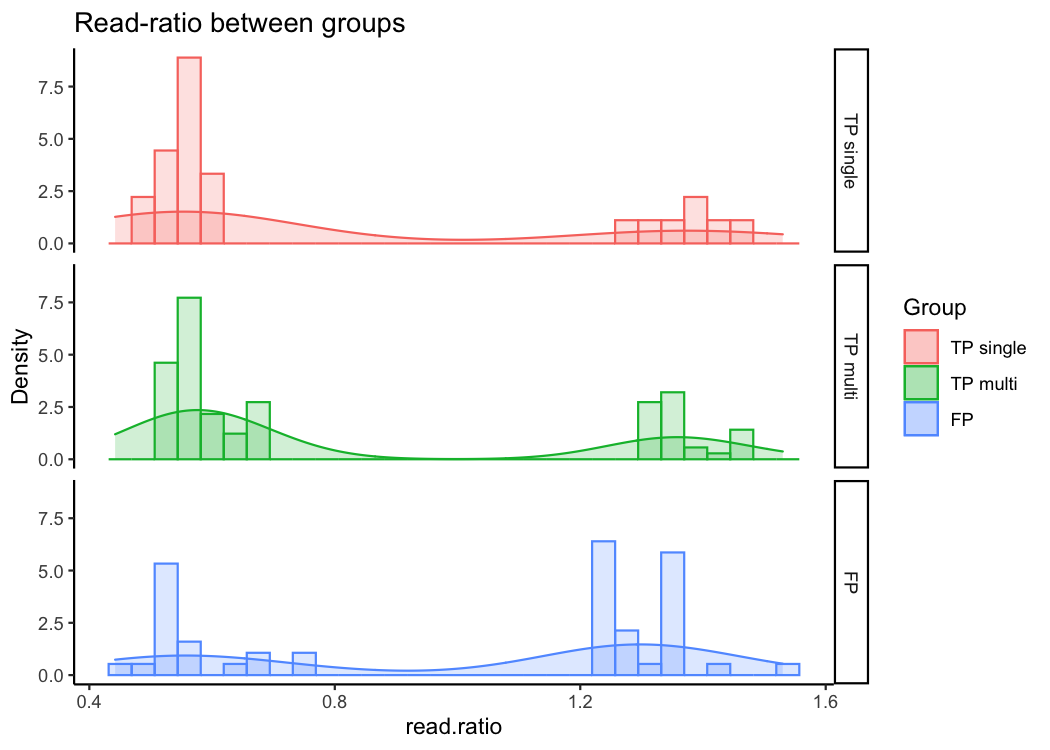 Read-ratio between groups
Density
7.5
5.0
2.5
0.0
TP single
7.5
5.0
2.5
0.0
TP multi
7.5
5.0
2.5
0.0
FP
0.4
0.8
1.2
1.6
read.ratio
Group
TP single
TP multi
FP